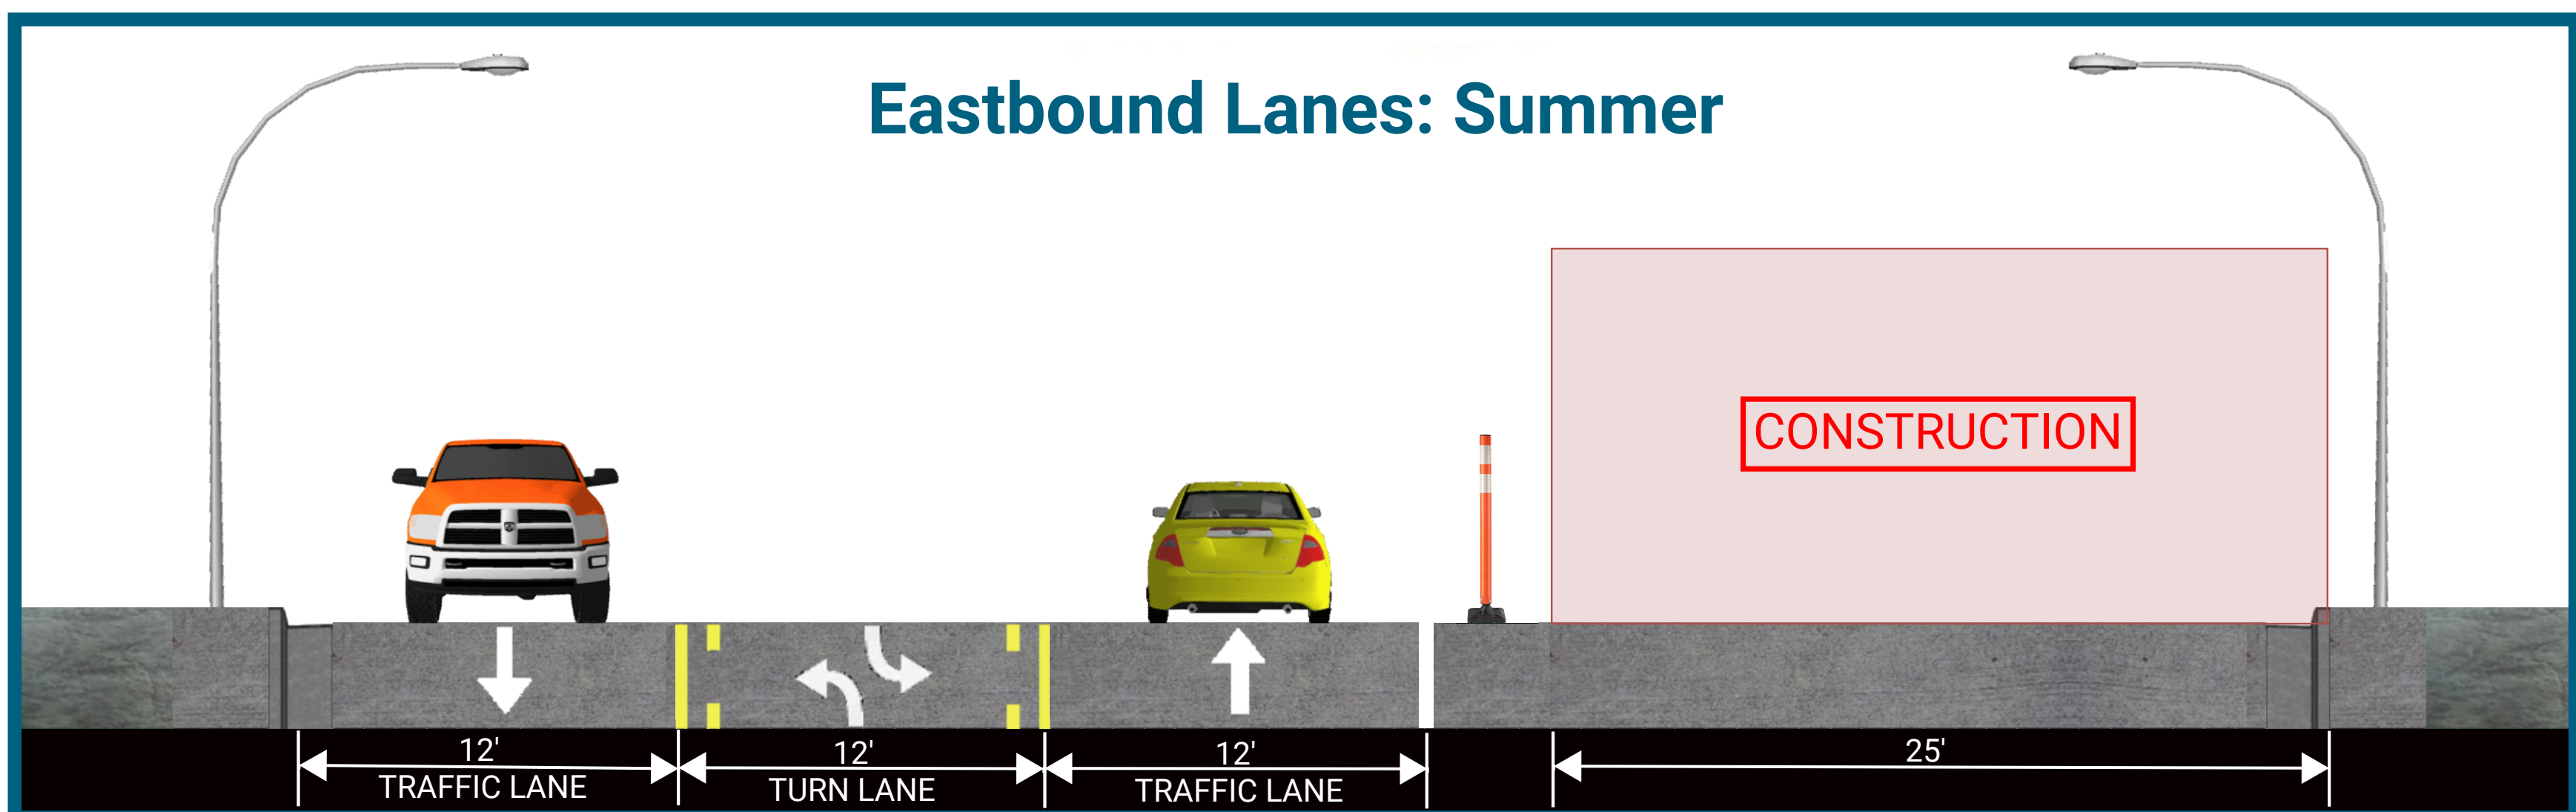 Eastbound Lanes: Summer
CONSTRUCTION
12'
TRAFFIC LANE
12'
TURN LANE
12'
TRAFFIC LANE
25'